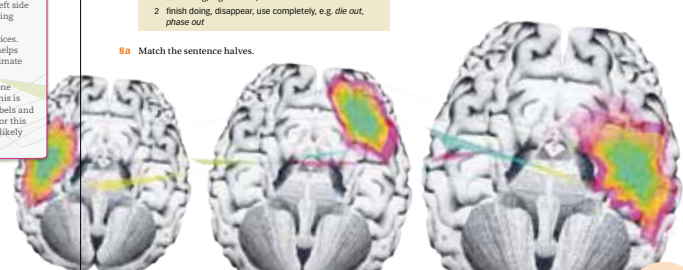 eft side
ing
ices.
helps
imate
ne
his is
bels and
or this
likely
2 finish doing, disappear, use completely, e.g. die out,
phase out
8a Match the sentence halves.